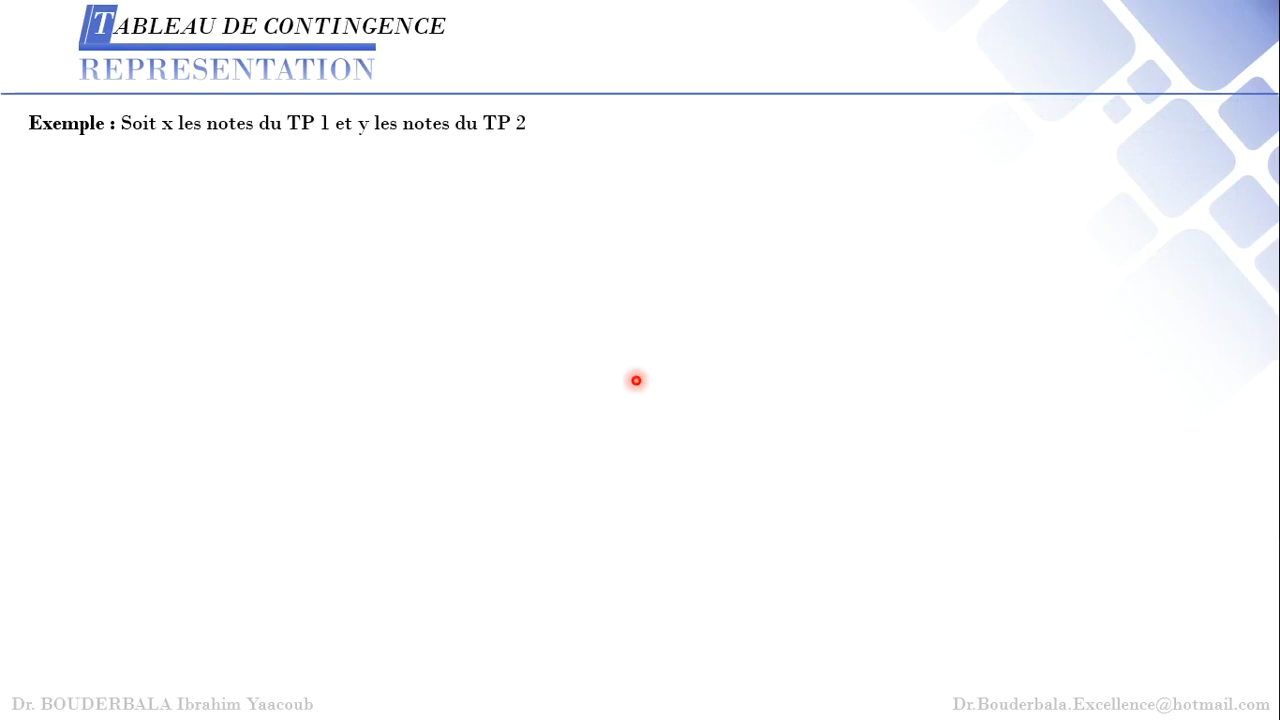 TABLEAU DE CONTINGENCE
REPRESENTATION
Exemple : Soit x les notes du TP 1 et y les notes du TP 2
Dr. BOUDERBALA Ibrahim Yaacoub
Dr.Bouderbala.Excellence@hotmail.com